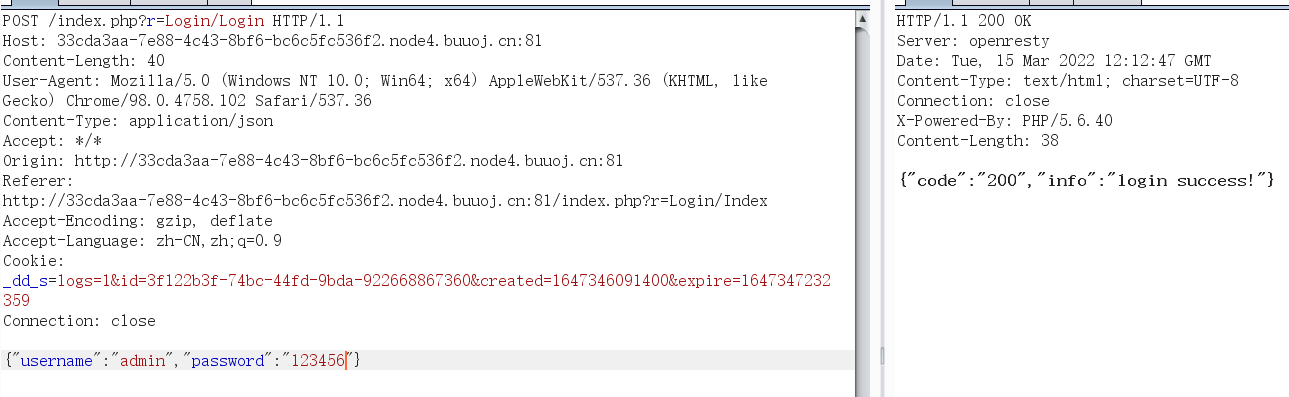 POST /index.php?r=Login/Login HTTP/1.1
Host: 33cda3aa-7e88-4c43-8bf6-bc6c5fc536f2.node4.buuoj.cn:81
Content-Length: 40
User-Agent: Mozilla/5.0 (Windows NT 10.0; Win64; x64) AppleWebKit/537.36 (KHTML, like
Gecko) Chrome/98.0.4758.102 Safari/537.36
Content-Type: application/json
Accept: */*
Origin: http://33cda3aa-7e88-4c43-8bf6-bc6c5fc536f2.node4.buuoj.cn:81
Referer:
http://33cda3aa-7e88-4c43-8bf6-bc6c5fc536f2.node4.buuoj.cn:81/index.php?r=Login/Index
Accept-Encoding: gzip, deflate
Accept-Language: zh-CN,zh;q=0.9
Cookie:
_dd_s=logs=1&id=3f122b3f-74bc-44fd-9bda-922668867360&created=1647346091400&expire=1647347232
359
Connection: close
{"username":"admin","password":"123456"}
HTTP/1.1 200 OK
Server: openresty
Date: Tue, 15 Mar 2022 12:12:47 GMT
Content-Type: text/html; charset=UTF-8
Connection: close
X-Powered-By: PHP/5.6.40
Content-Length: 38
{"code":"200","info":"login success!"}